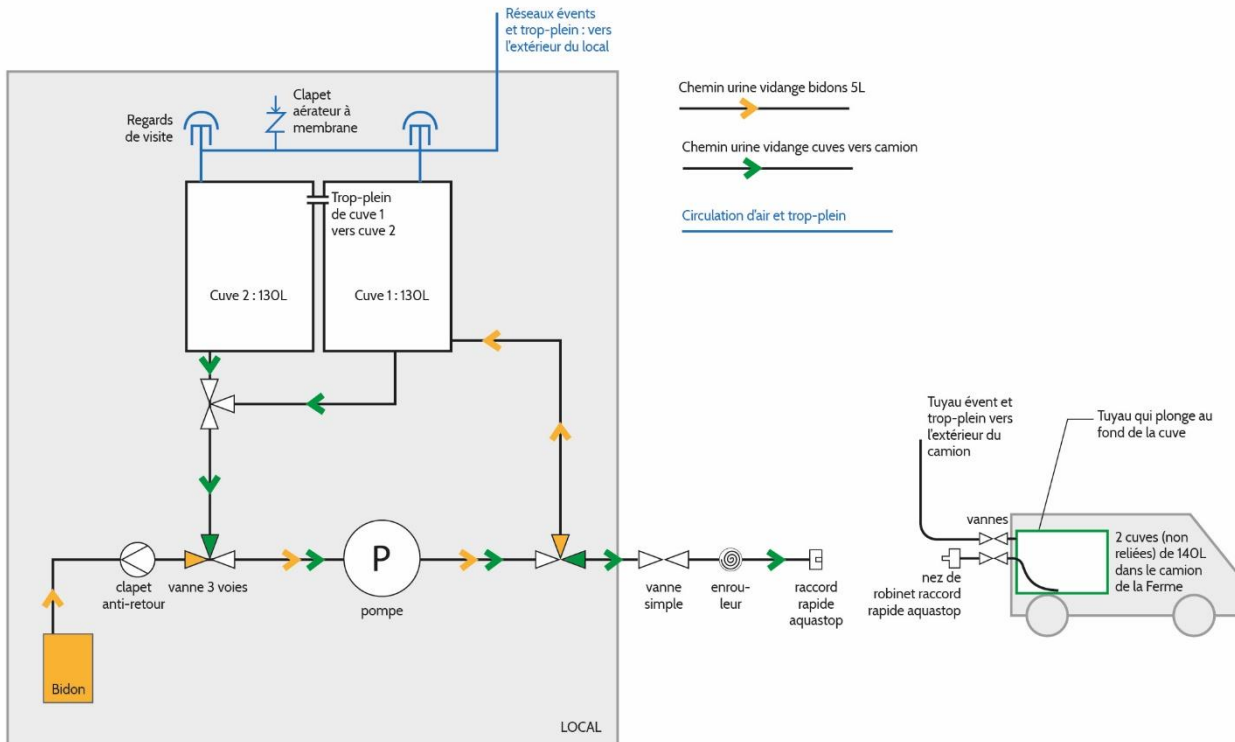 Réseaux évents
et trop-plein : vers
l'extérieur du local
Clapet
aérateur à
membrane
Regards
de visite
Trop-plein
de cuve 1
vers cuve 2
Cuve 2 : 130L
Cuve 1 : 130L
Chemin urine vidange bidons 5L
Chemin urine vidange cuves vers camion
Circulation d'air et trop-plein
clapet
anti-retour
vanne 3 voies
P
pompe
vanne
simple
enrou-
leur
raccord
rapide
aquastop
Bidon
LOCAL
Tuyau évent et
trop-plein vers
l'extérieur du
camion
Tuyau qui plonge au
fond de la cuve
vannes
nez de
robinet raccord
rapide aquastop
2 cuves (non
reliées) de 140L
dans le camion
de la Ferme